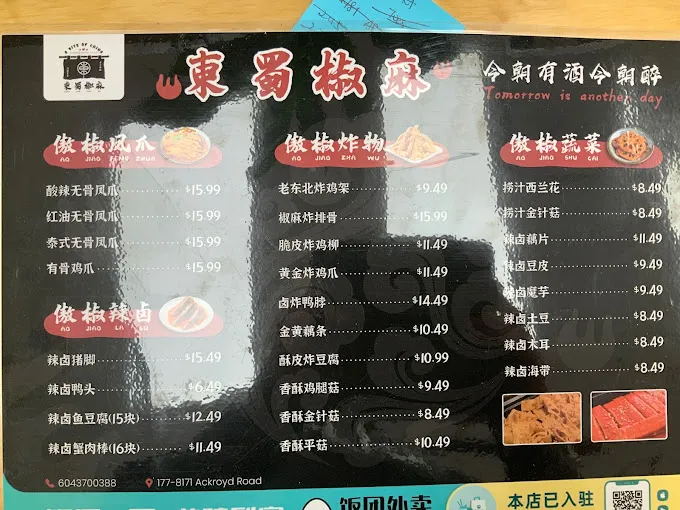 A BITE OF CHINA
東蜀椒麻
東蜀椒麻
今朝有酒今朝醉
Tomorrow is another day
傲椒凤爪
AO JIAO FENG ZHUA
酸辣无骨凤爪 $15.99
红油无骨凤爪 $15.99
泰式无骨凤爪 $15.99
有骨鸡爪 $15.99
傲椒辣卤
AO JIAO LA LU
辣卤猪脚 $15.49
辣卤鸭头 $6.49
辣卤鱼豆腐(15块) $12.49
辣卤蟹肉棒(16块) $11.49
傲椒炸物
AO JIAO ZHA WU
老东北炸鸡架 $9.49
椒麻炸排骨 $15.99
脆皮炸鸡柳 $11.49
黄金炸鸡爪 $11.49
卤炸鸭脖 $14.49
金黄藕条 $10.49
酥皮炸豆腐 $10.99
香酥鸡腿菇 $9.49
香酥金针菇 $8.49
香酥平菇 $10.49
傲椒蔬菜
AO JIAO SHU CAI
捞汁西兰花 $8.49
捞汁金针菇 $8.49
辣卤藕片 $11.49
辣卤豆皮 $9.49
辣卤魔芋 $9.49
辣卤土豆 $8.49
辣卤木耳 $8.49
辣卤海带 $8.49
6043700388
177-8171 Ackroyd Road
饭团外卖
本店已入驻